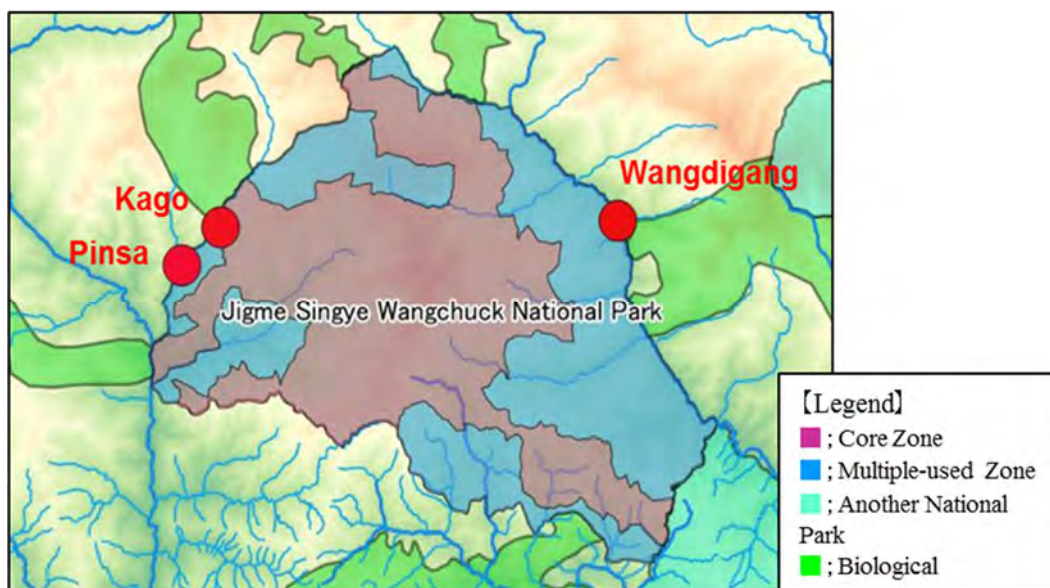 Kago
Wangdigang
Pinsa
Jigme Singye Wangchuck National Park
【Legend】
; Core Zone
; Multiple-used Zone
; Another National
Park
; Biological